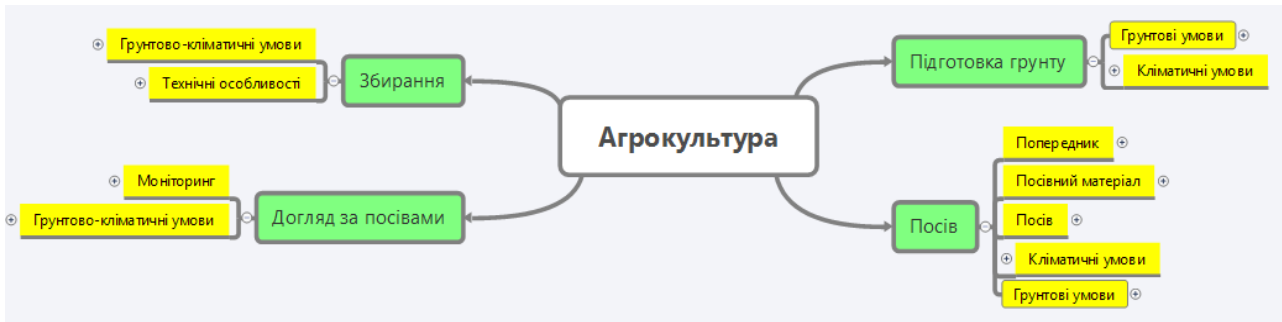 Агрокультура
Підготовка грунту
Грунтові умови
Кліматичні умови
Посів
Попередник
Посівний матеріал
Посів
Кліматичні умови
Грунтові умови
Збирання
Грунтово-кліматичні умови
Технічні особливості
Догляд за посівами
Моніторинг
Грунтово-кліматичні умови